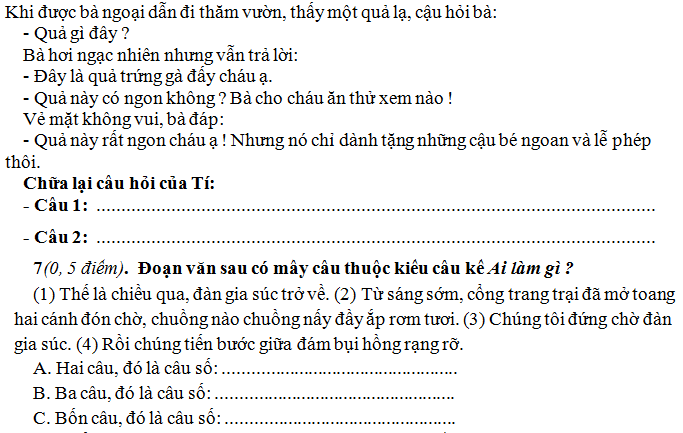 Khi được bà ngoại dẫn đi thăm vườn, thấy một quả lạ, cậu hỏi bà:
- Quả gì đây ?
Bà hơi ngạc nhiên nhưng vẫn trả lời:
- Đây là quả trứng gà đấy cháu ạ.
- Quả này có ngon không ? Bà cho cháu ăn thử xem nào !
Vẻ mặt không vui, bà đáp:
- Quả này rất ngon cháu ạ ! Nhưng nó chỉ dành tặng những cậu bé ngoan và lễ phép
thôi.
Chữa lại câu hỏi của Tí:
- Câu 1: ................................................................................................................
- Câu 2: ................................................................................................................
7(0, 5 điểm). Đoạn văn sau có mấy câu thuộc kiểu câu kể Ai làm gì ?
(1) Thế là chiều qua, đàn gia súc trở về. (2) Từ sáng sớm, cổng trang trại đã mở toang
hai cánh đón chờ, chuồng nào chuồng nấy đầy ắp rơm tươi. (3) Chúng tôi đứng chờ đàn
gia súc. (4) Rồi chúng tiến bước giữa đám bụi hồng rạng rỡ.
A. Hai câu, đó là câu số: ...............................................
B. Ba câu, đó là câu số: ................................................
C. Bốn câu, đó là câu số: ...............................................